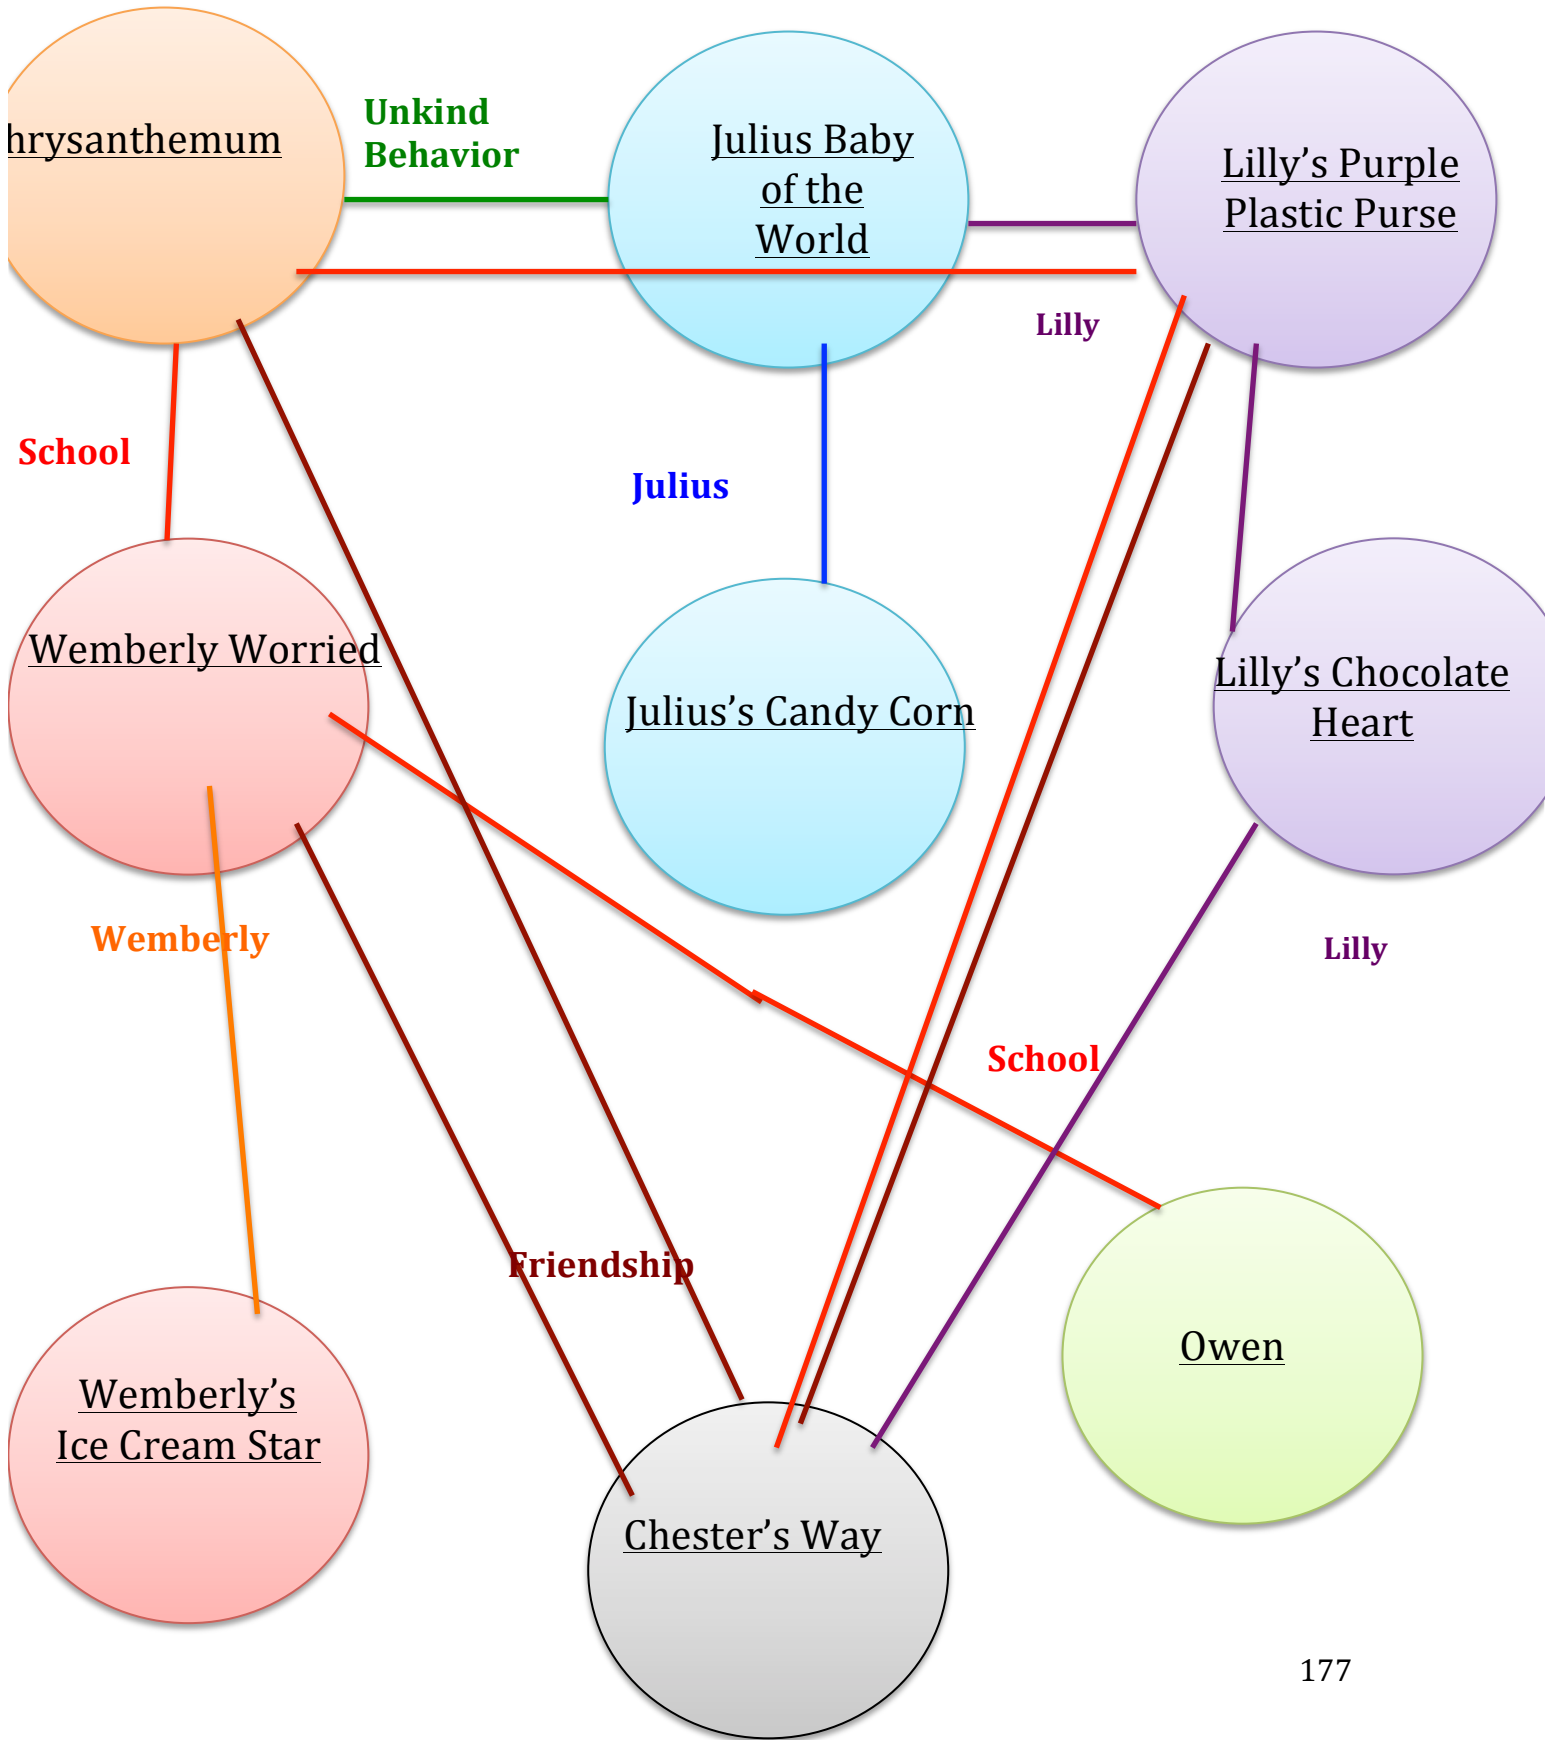 hrysanthemum
Unkind
Behavior
Julius Baby
of the
World
Lilly’s Purple
Plastic Purse
Lilly
School
Julius
Wemberly Worried
Julius’s Candy Corn
Lilly’s Chocolate
Heart
Wemberly
Lilly
School
Friendship
Owen
Wemberly’s
Ice Cream Star
Chester’s Way
177